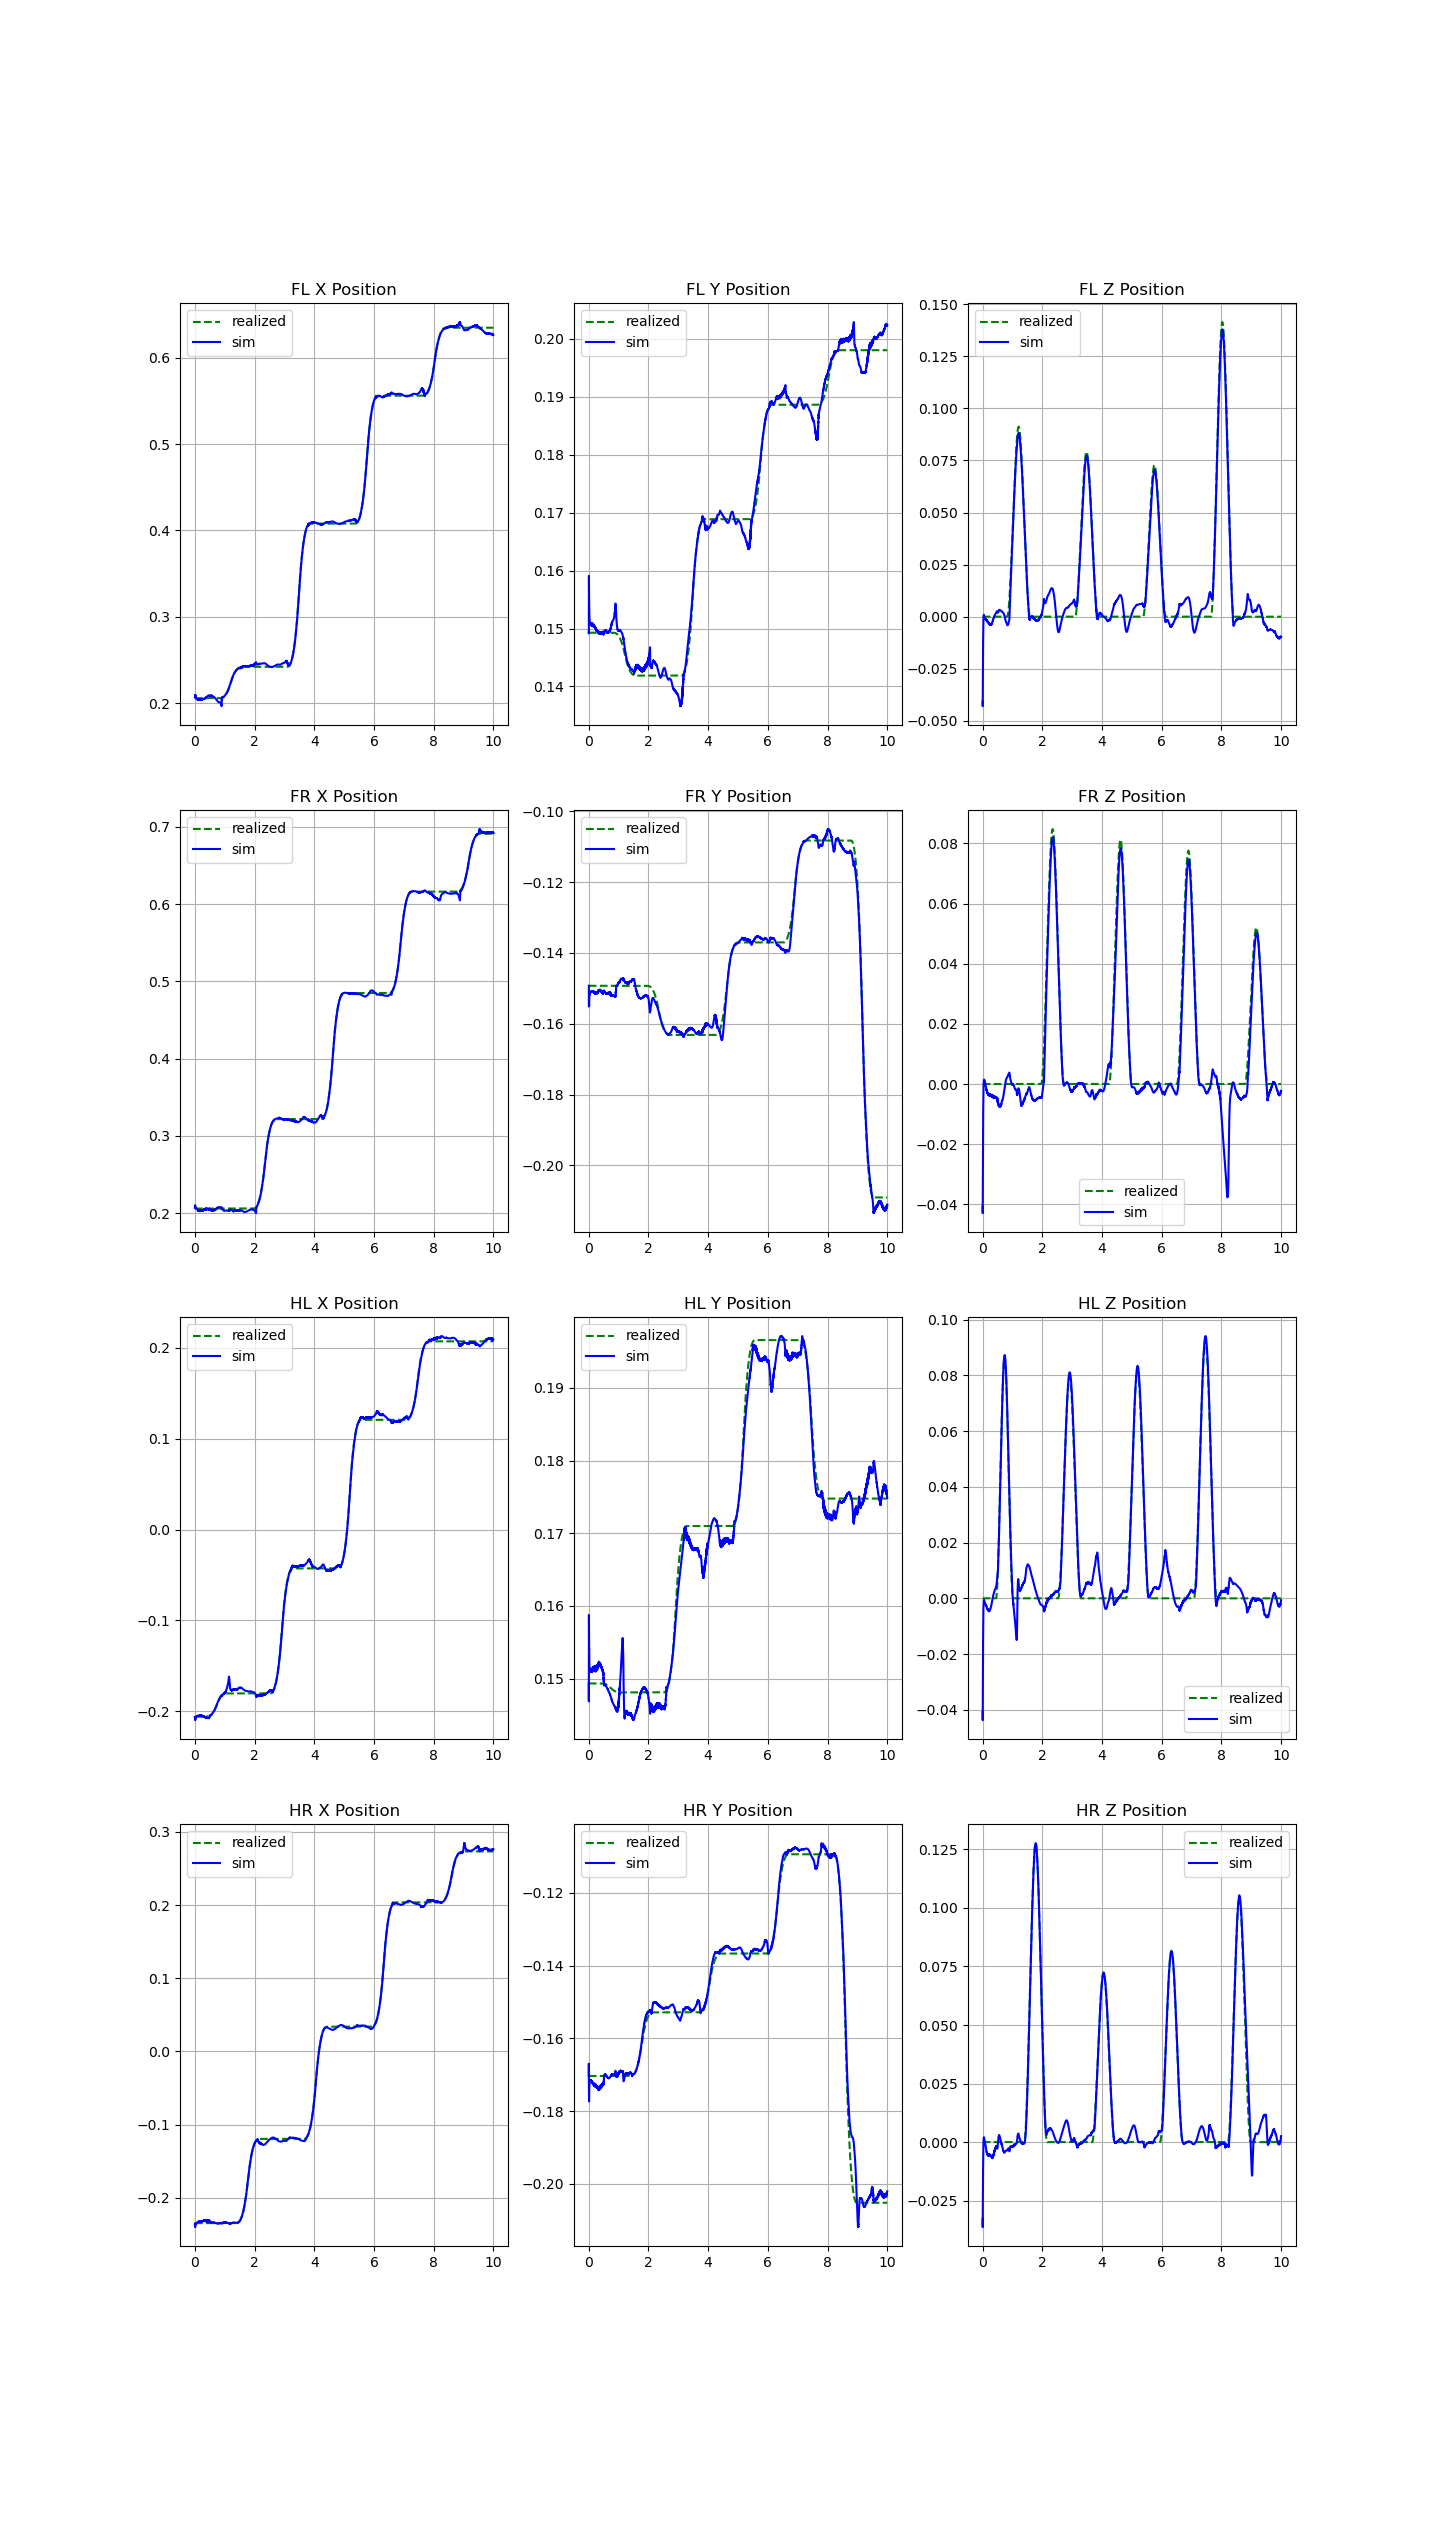 FL X Position
realized
sim
0.6
0.5
0.4
0.3
0.2
0 2 4 6 8 10
FL Y Position
realized
sim
0.20
0.19
0.18
0.17
0.16
0.15
0.14
0 2 4 6 8 10
FL Z Position
realized
sim
0.150
0.125
0.100
0.075
0.050
0.025
0.000
−0.025
−0.050
0 2 4 6 8 10
FR X Position
realized
sim
0.7
0.6
0.5
0.4
0.3
0.2
0 2 4 6 8 10
FR Y Position
realized
sim
−0.10
−0.12
−0.14
−0.16
−0.18
−0.20
0 2 4 6 8 10
FR Z Position
0.08
0.06
0.04
0.02
0.00
−0.02
−0.04
realized
sim
0 2 4 6 8 10
HL X Position
realized
sim
0.2
0.1
0.0
−0.1
−0.2
0 2 4 6 8 10
HL Y Position
realized
sim
0.19
0.18
0.17
0.16
0.15
0 2 4 6 8 10
HL Z Position
0.10
0.08
0.06
0.04
0.02
0.00
−0.02
−0.04
realized
sim
0 2 4 6 8 10
HR X Position
realized
sim
0.3
0.2
0.1
0.0
−0.1
−0.2
0 2 4 6 8 10
HR Y Position
realized
sim
−0.12
−0.14
−0.16
−0.18
−0.20
0 2 4 6 8 10
HR Z Position
realized
sim
0.125
0.100
0.075
0.050
0.025
0.000
−0.025
0 2 4 6 8 10